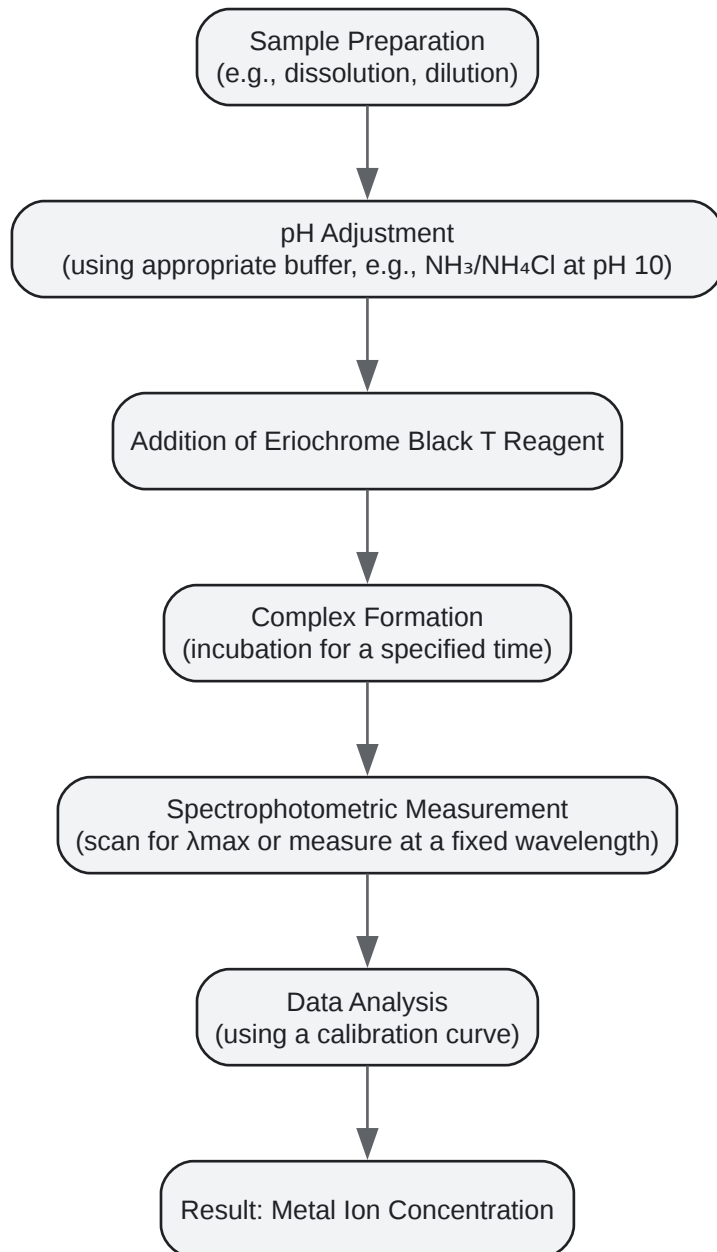 Sample Preparation
(e.g., dissolution, dilution)
pH Adjustment
(using appropriate buffer, e.g., NH₃/NH₄Cl at pH 10)
Addition of Eriochrome Black T Reagent
Complex Formation
(incubation for a specified time)
Spectrophotometric Measurement
(scan for λmax or measure at a fixed wavelength)
Data Analysis
(using a calibration curve)
Result: Metal Ion Concentration